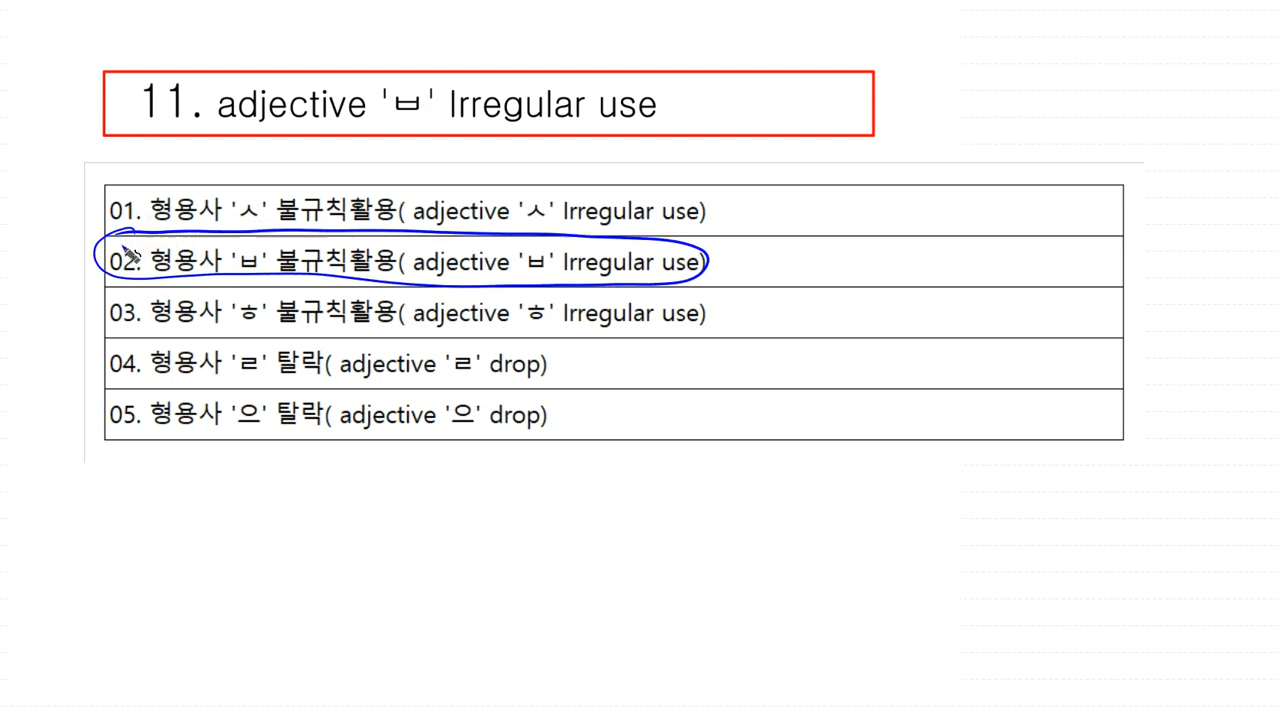 11. adjective 'ㅂ' Irregular use
01. 형용사 'ㅅ' 불규칙활용( adjective 'ㅅ' Irregular use)
02. 형용사 'ㅂ' 불규칙활용( adjective 'ㅂ' Irregular use)
03. 형용사 'ㅎ' 불규칙활용( adjective 'ㅎ' Irregular use)
04. 형용사 'ㄹ' 탈락( adjective 'ㄹ' drop)
05. 형용사 '으' 탈락( adjective '으' drop)